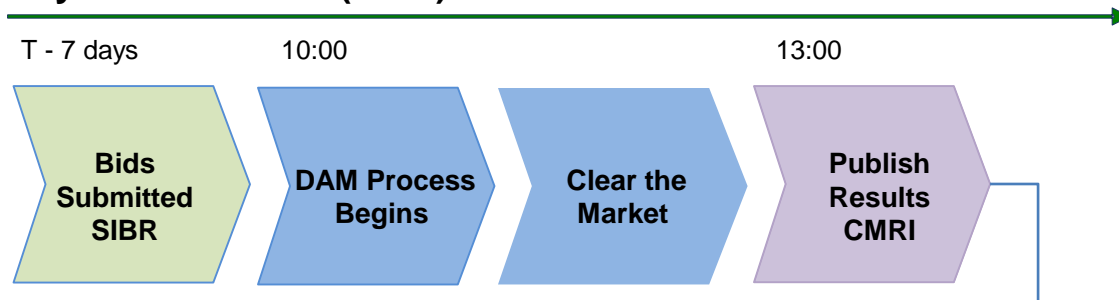 T - 7 days
10:00
13:00
Bids
Submitted
SIBR
DAM Process
Begins
Clear the
Market
Publish
Results
CMRI